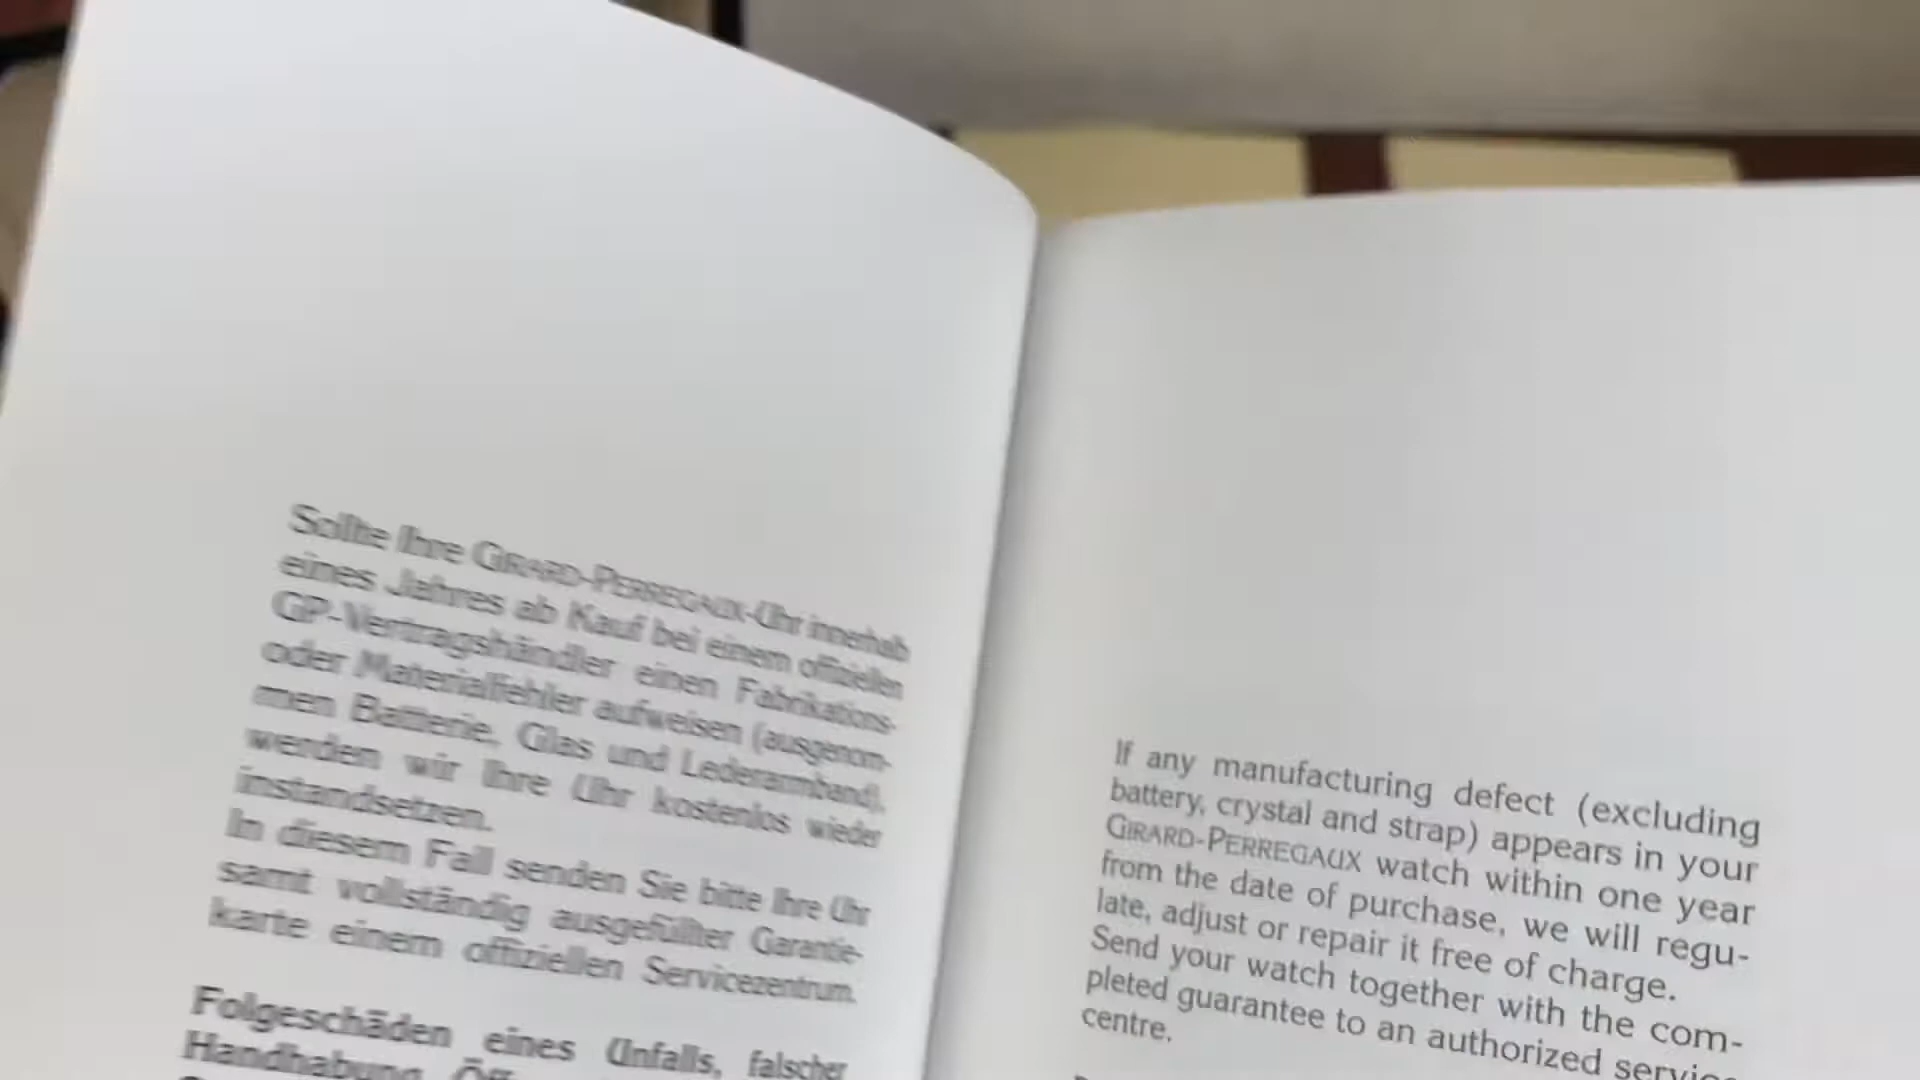 Sollte Ihre GIRARD-PERREGAUX-Uhr innerhalb
eines Jahres ab Kauf bei einem offiziellen
GP-Vertragshändler einen Fabrikations-
oder Materialfehler aufweisen (ausgenom-
men Batterie, Glas und Lederarmband),
werden wir Ihre Uhr kostenlos wieder
instandsetzen.
In diesem Fall senden Sie bitte Ihre Uhr
samt vollständig ausgefüllter Garantie-
karte einem offiziellen Servicezentrum.
Folgeschäden eines Unfalls, falscher
Handhabung,
If any manufacturing defect (excluding
battery, crystal and strap) appears in your
GIRARD-PERREGAUX watch within one year
from the date of purchase, we will regu-
late, adjust or repair it free of charge.
Send your watch together with the com-
pleted guarantee to an authorized service
centre.